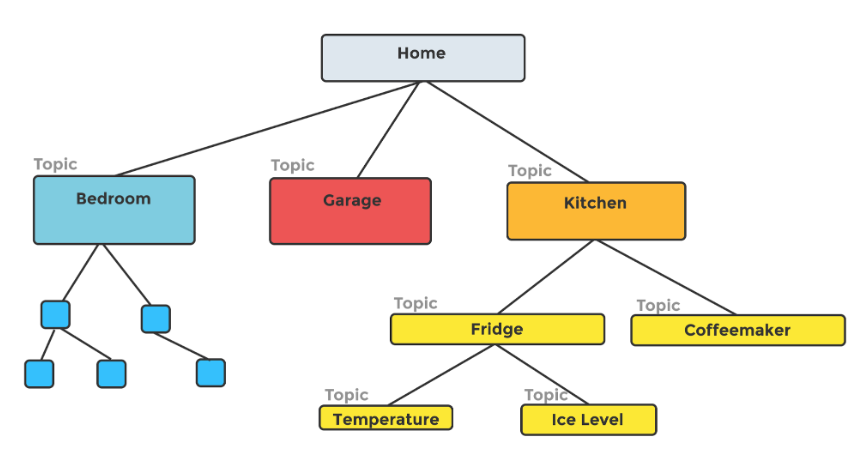 Home
Topic
Bedroom
Topic
Garage
Topic
Kitchen
Topic
Fridge
Topic
Coffeemaker
Topic
Temperature
Topic
Ice Level